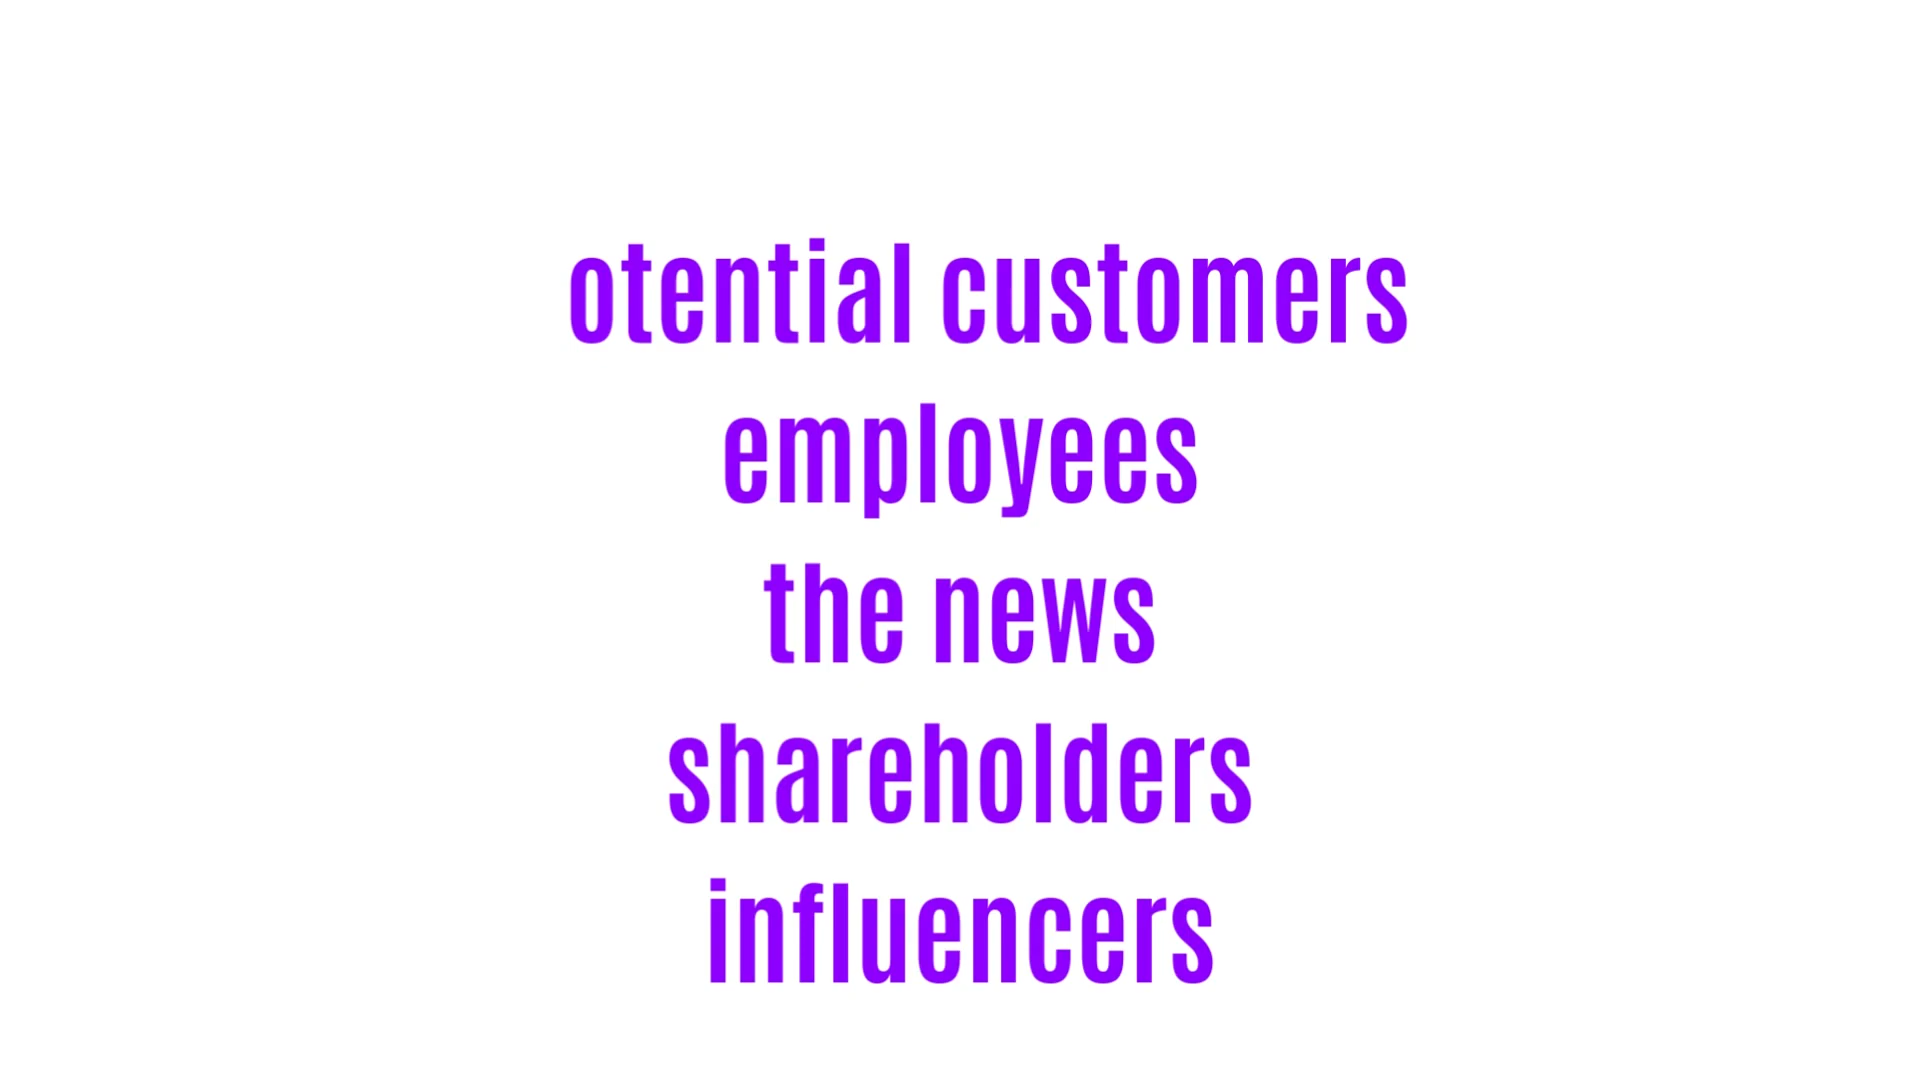 otential customers
employees
the news
shareholders
influencers